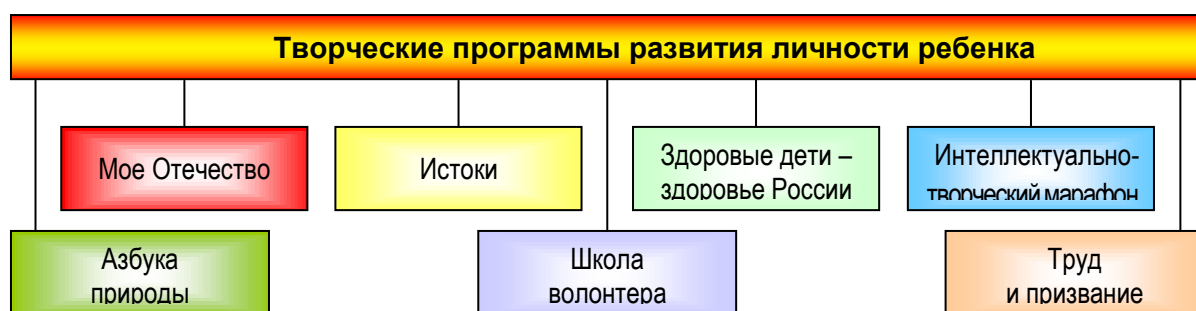 Творческие программы развития личности ребенка
Мое Отечество
Истоки
Здоровые дети –
здоровье России
Интеллектуально-
творческий марафон
Азбука
природы
Школа
волонтера
Труд
и призвание